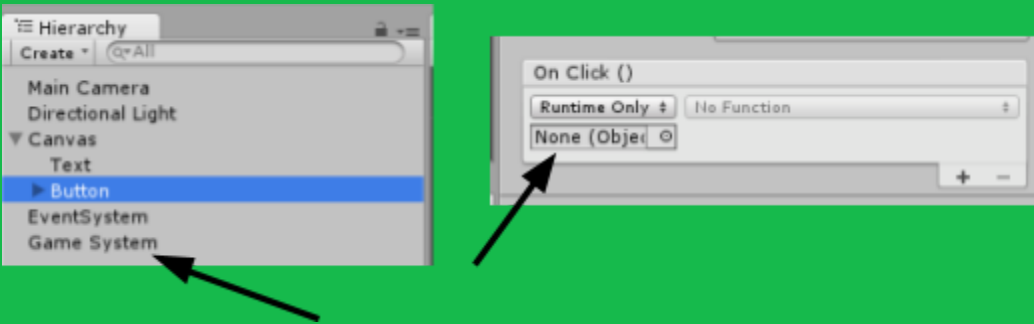 Hierarchy
Create
All
Main Camera
Directional Light
Canvas
Text
Button
EventSystem
Game System
On Click ()
Runtime Only
No Function
None (Objec